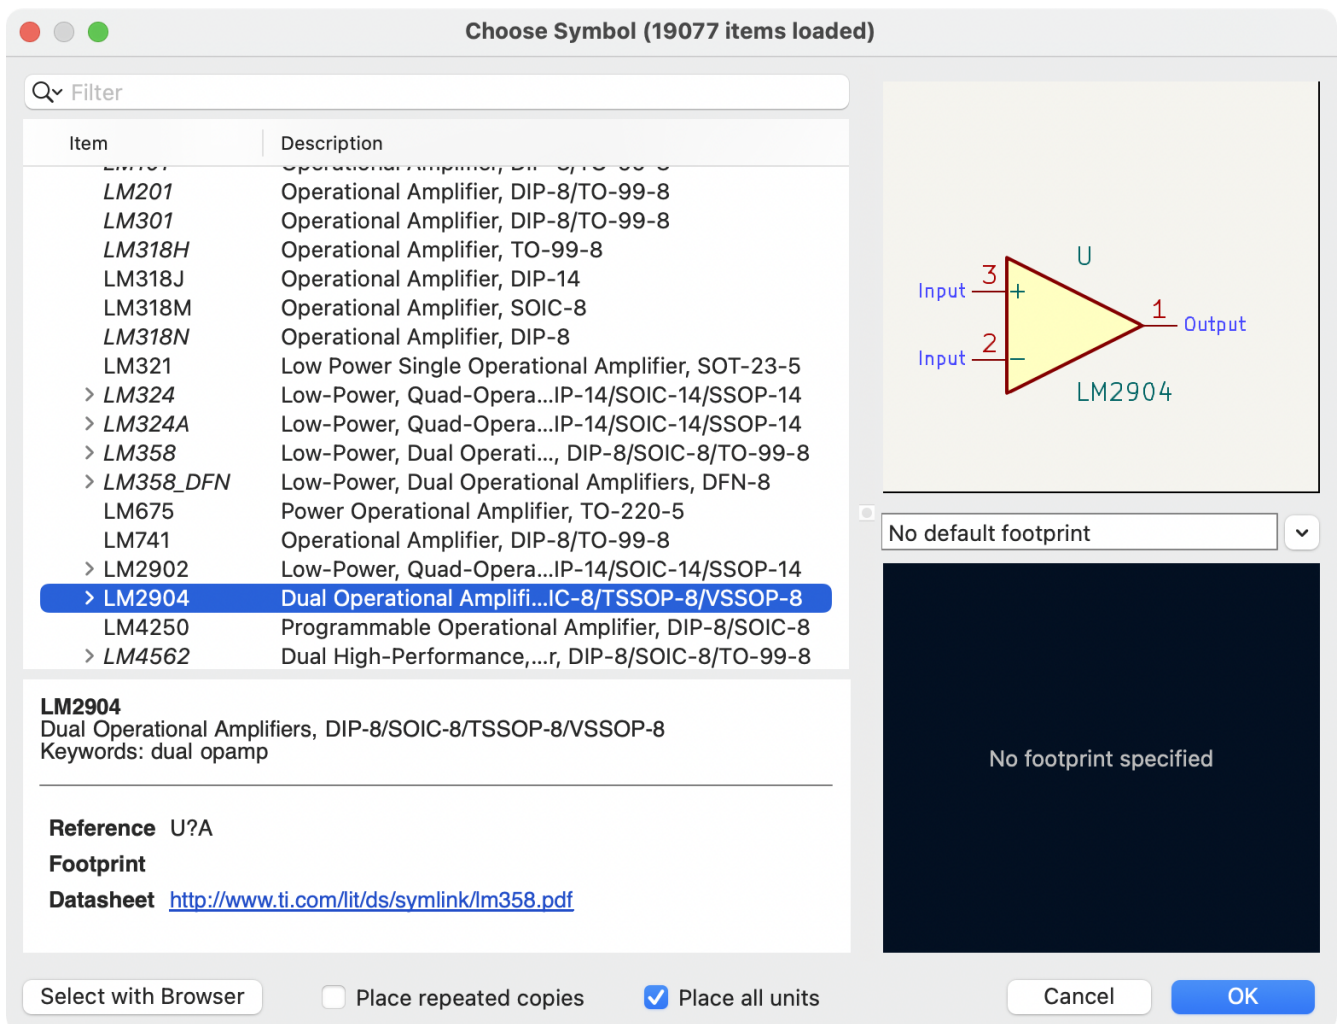 Choose Symbol (19077 items loaded)
Filter
Item Description
LM201 Operational Amplifier, DIP-8/TO-99-8
LM301 Operational Amplifier, DIP-8/TO-99-8
LM318H Operational Amplifier, TO-99-8
LM318J Operational Amplifier, DIP-14
LM318M Operational Amplifier, SOIC-8
LM318N Operational Amplifier, DIP-8
LM321 Low Power Single Operational Amplifier, SOT-23-5
LM324 Low-Power, Quad-Opera...IP-14/SOIC-14/SSOP-14
LM324A Low-Power, Quad-Opera...IP-14/SOIC-14/SSOP-14
LM358 Low-Power, Dual Operati..., DIP-8/SOIC-8/TO-99-8
LM358_DFN Low-Power, Dual Operational Amplifiers, DFN-8
LM675 Power Operational Amplifier, TO-220-5
LM741 Operational Amplifier, DIP-8/TO-99-8
LM2902 Low-Power, Quad-Opera...IP-14/SOIC-14/SSOP-14
LM2904 Dual Operational Amplifi...IC-8/TSSOP-8/VSSOP-8
LM4250 Programmable Operational Amplifier, DIP-8/SOIC-8
LM4562 Dual High-Performance,...r, DIP-8/SOIC-8/TO-99-8
LM2904
Dual Operational Amplifiers, DIP-8/SOIC-8/TSSOP-8/VSSOP-8
Keywords: dual opamp
Reference U?A
Footprint
Datasheet http://www.ti.com/lit/ds/symlink/lm358.pdf
U
Input 3 +
1 Output
Input 2 −
LM2904
No default footprint
No footprint specified
Select with Browser
Place repeated copies
Place all units
Cancel
OK